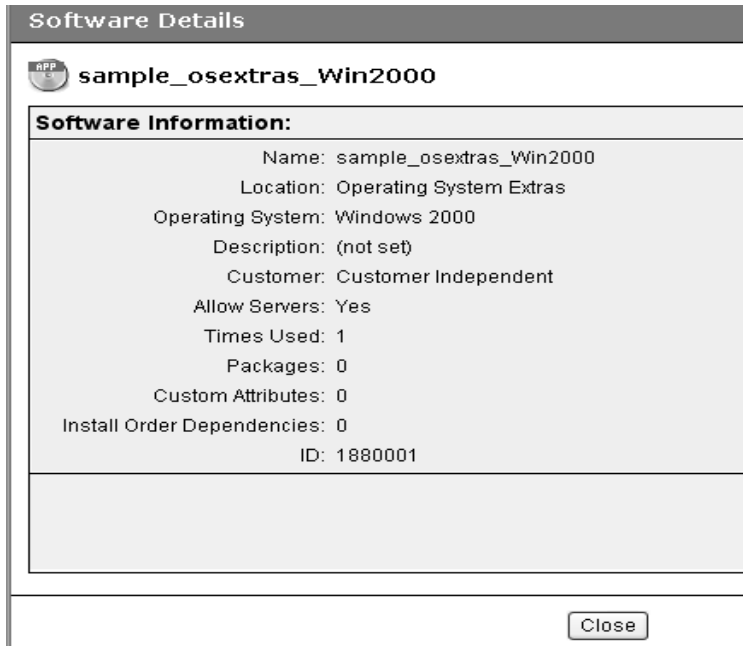 Software Details
APP
sample_osextras_Win2000
Software Information:
Name: sample_osextras_Win2000
Location: Operating System Extras
Operating System: Windows 2000
Description: (not set)
Customer: Customer Independent
Allow Servers: Yes
Times Used: 1
Packages: 0
Custom Attributes: 0
Install Order Dependencies: 0
ID: 1880001
Close